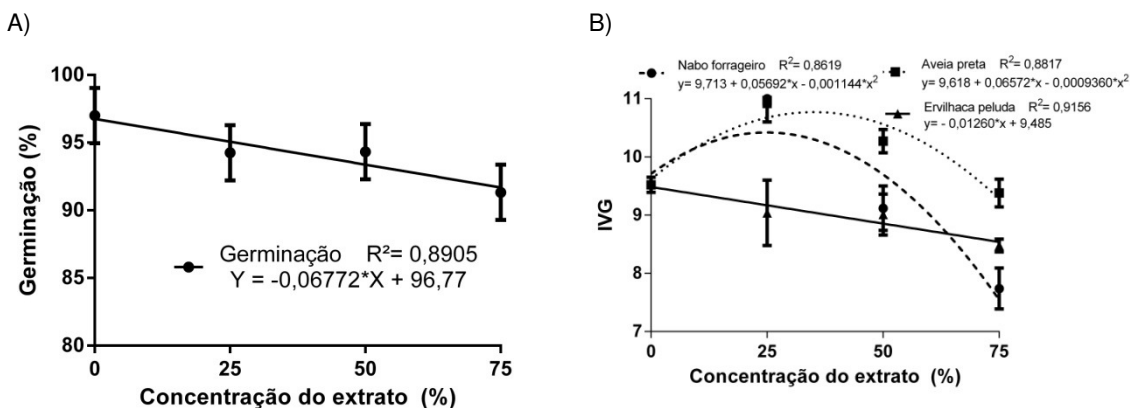 A)
100
95
90
85
80
Germinação (%)
Germinação R²= 0,8905
Y = -0,06772*X + 96,77
0 25 50 75
Concentração do extrato (%)
B)
Nabo forrageiro R²= 0,8619
y= 9,713 + 0,05692*x - 0,001144*x²
Aveia preta R²= 0,8817
y= 9,618 + 0,06572*x - 0,0009360*x²
Ervilhaca peluda R²= 0,9156
y= - 0,01260*x + 9,485
11
10
9
8
7
IVG
0 25 50 75
Concentração do extrato (%)